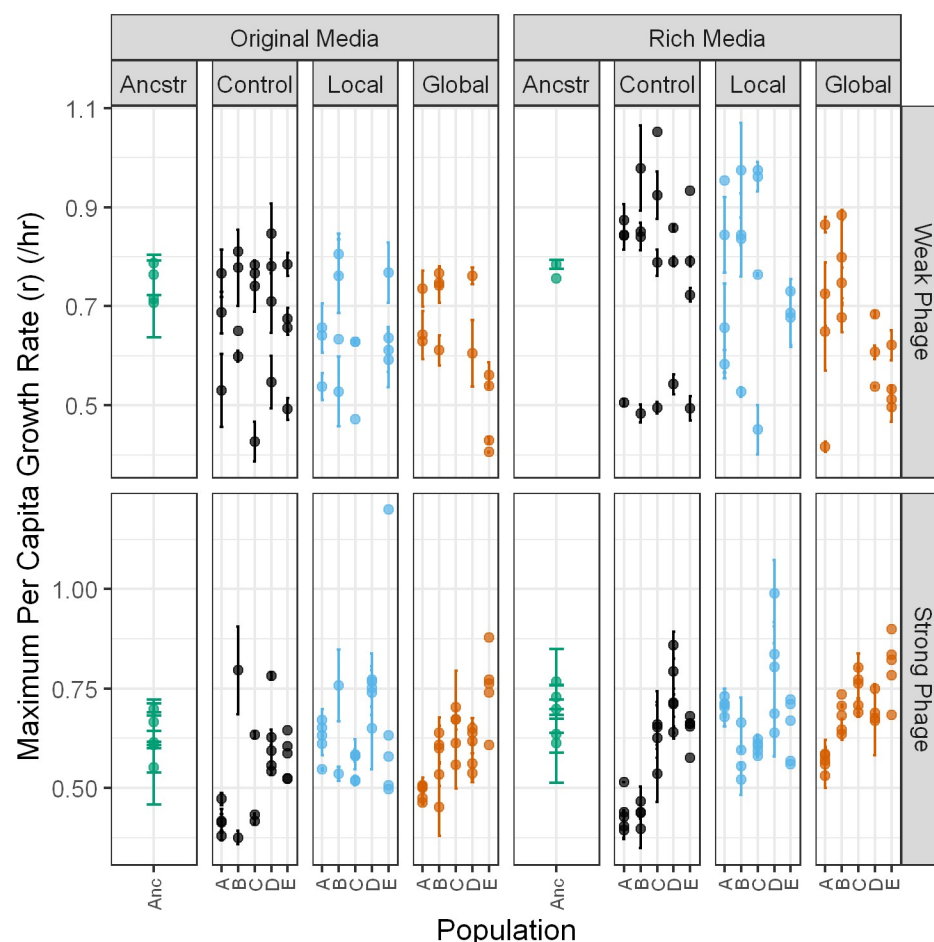 Original Media Rich Media
Ancstr Control Local Global Ancstr Control Local Global
Maximum Per Capita Growth Rate (r) (/hr)
1.1
0.9
0.7
0.5
Weak Phage
1.00
0.75
0.50
Strong Phage
Anc A B C D E A B C D E A B C D E Anc A B C D E A B C D E A B C D E
Population